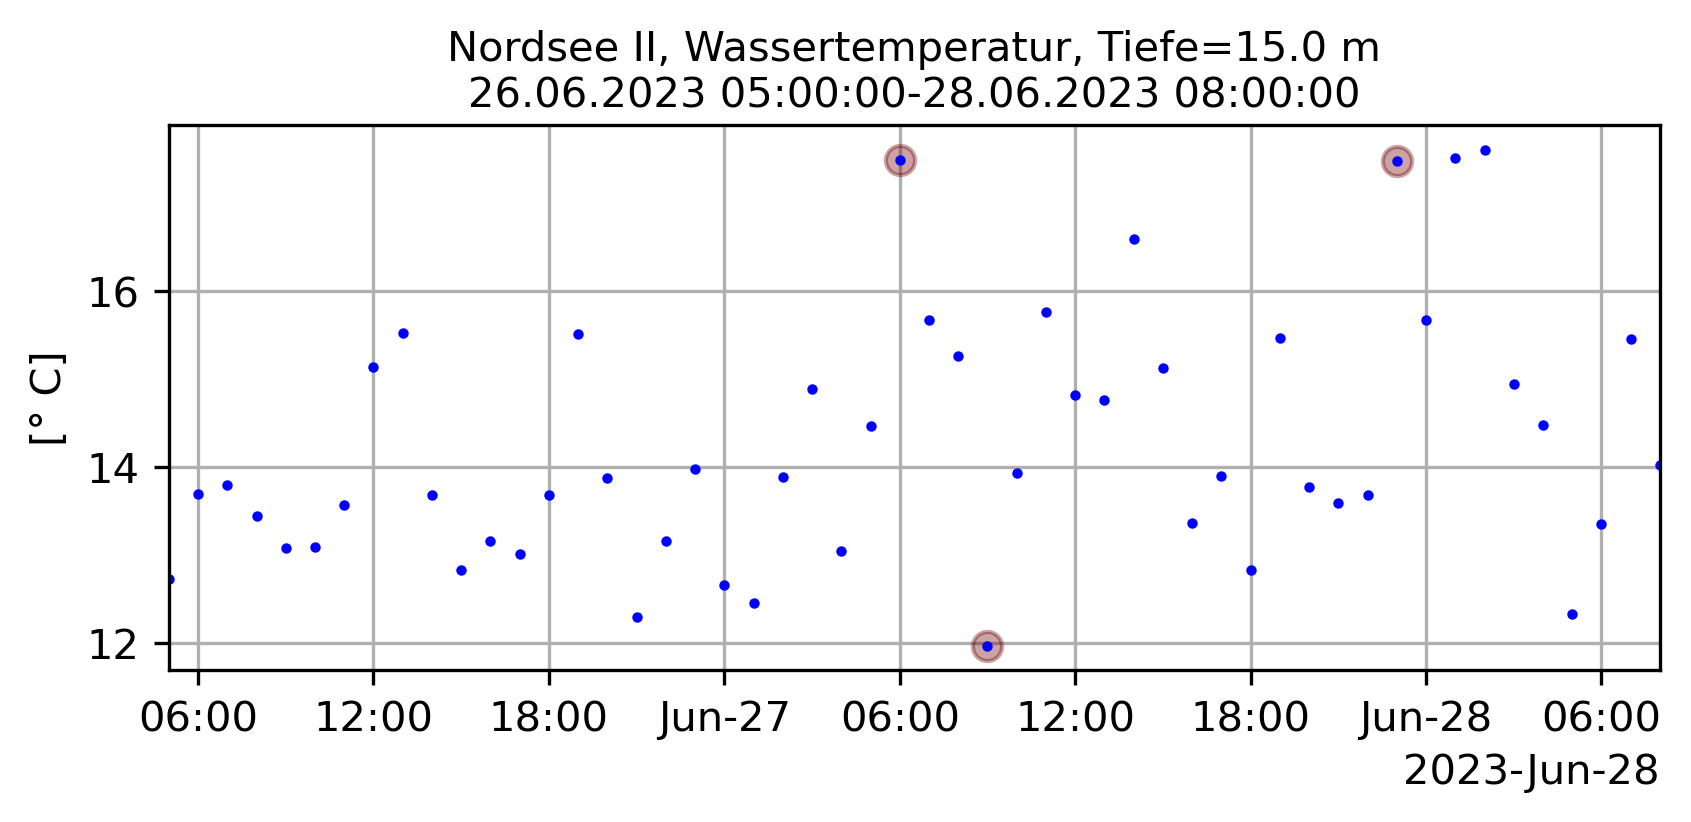 Nordsee II, Wassertemperatur, Tiefe=15.0 m
26.06.2023 05:00:00-28.06.2023 08:00:00
[° C]
16
14
12
06:00 12:00 18:00 Jun-27 06:00 12:00 18:00 Jun-28 06:00
2023-Jun-28